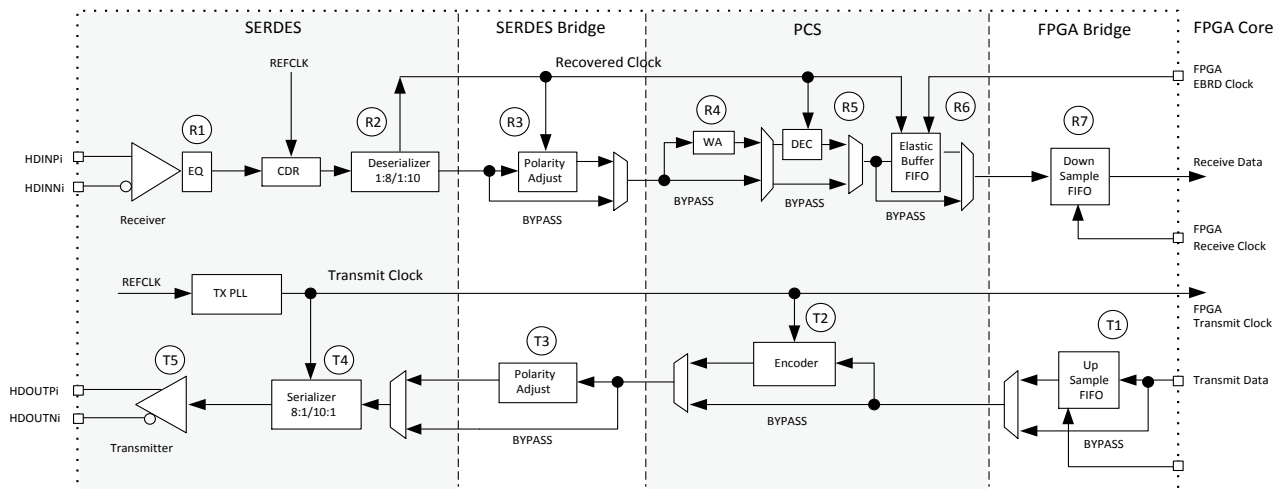 SERDES
SERDES Bridge
PCS
FPGA Bridge
FPGA Core
REFCLK
Recovered Clock
FPGA
EBRD Clock
R1
R2
R3
R4
R5
R6
R7
HDINPi
HDINNi
EQ
CDR
Deserializer
1:8/1:10
Polarity
Adjust
WA
DEC
Elastic
Buffer
FIFO
Down
Sample
FIFO
Receive Data
Receiver
BYPASS
BYPASS
BYPASS
BYPASS
FPGA
Receive Clock
REFCLK
TX PLL
Transmit Clock
FPGA
Transmit Clock
T5
T4
T3
T2
T1
HDOUTPi
HDOUTNi
Serializer
8:1/10:1
Polarity
Adjust
Encoder
Up
Sample
FIFO
Transmit Data
Transmitter
BYPASS
BYPASS
BYPASS